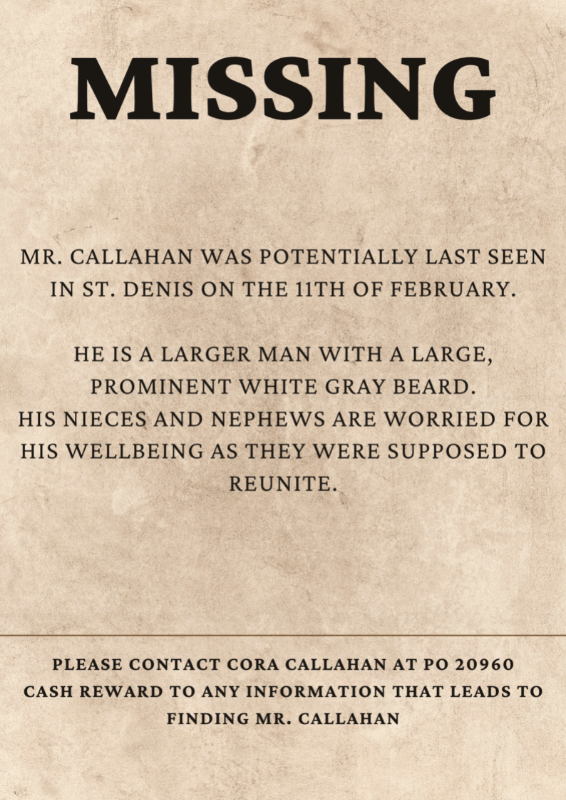 MISSING
MR. CALLAHAN WAS POTENTIALLY LAST SEEN
IN ST. DENIS ON THE 11TH OF FEBRUARY.
HE IS A LARGER MAN WITH A LARGE,
PROMINENT WHITE GRAY BEARD.
HIS NIECES AND NEPHEWS ARE WORRIED FOR
HIS WELLBEING AS THEY WERE SUPPOSED TO
REUNITE.
PLEASE CONTACT CORA CALLAHAN AT PO 20960
CASH REWARD TO ANY INFORMATION THAT LEADS TO
FINDING MR. CALLAHAN